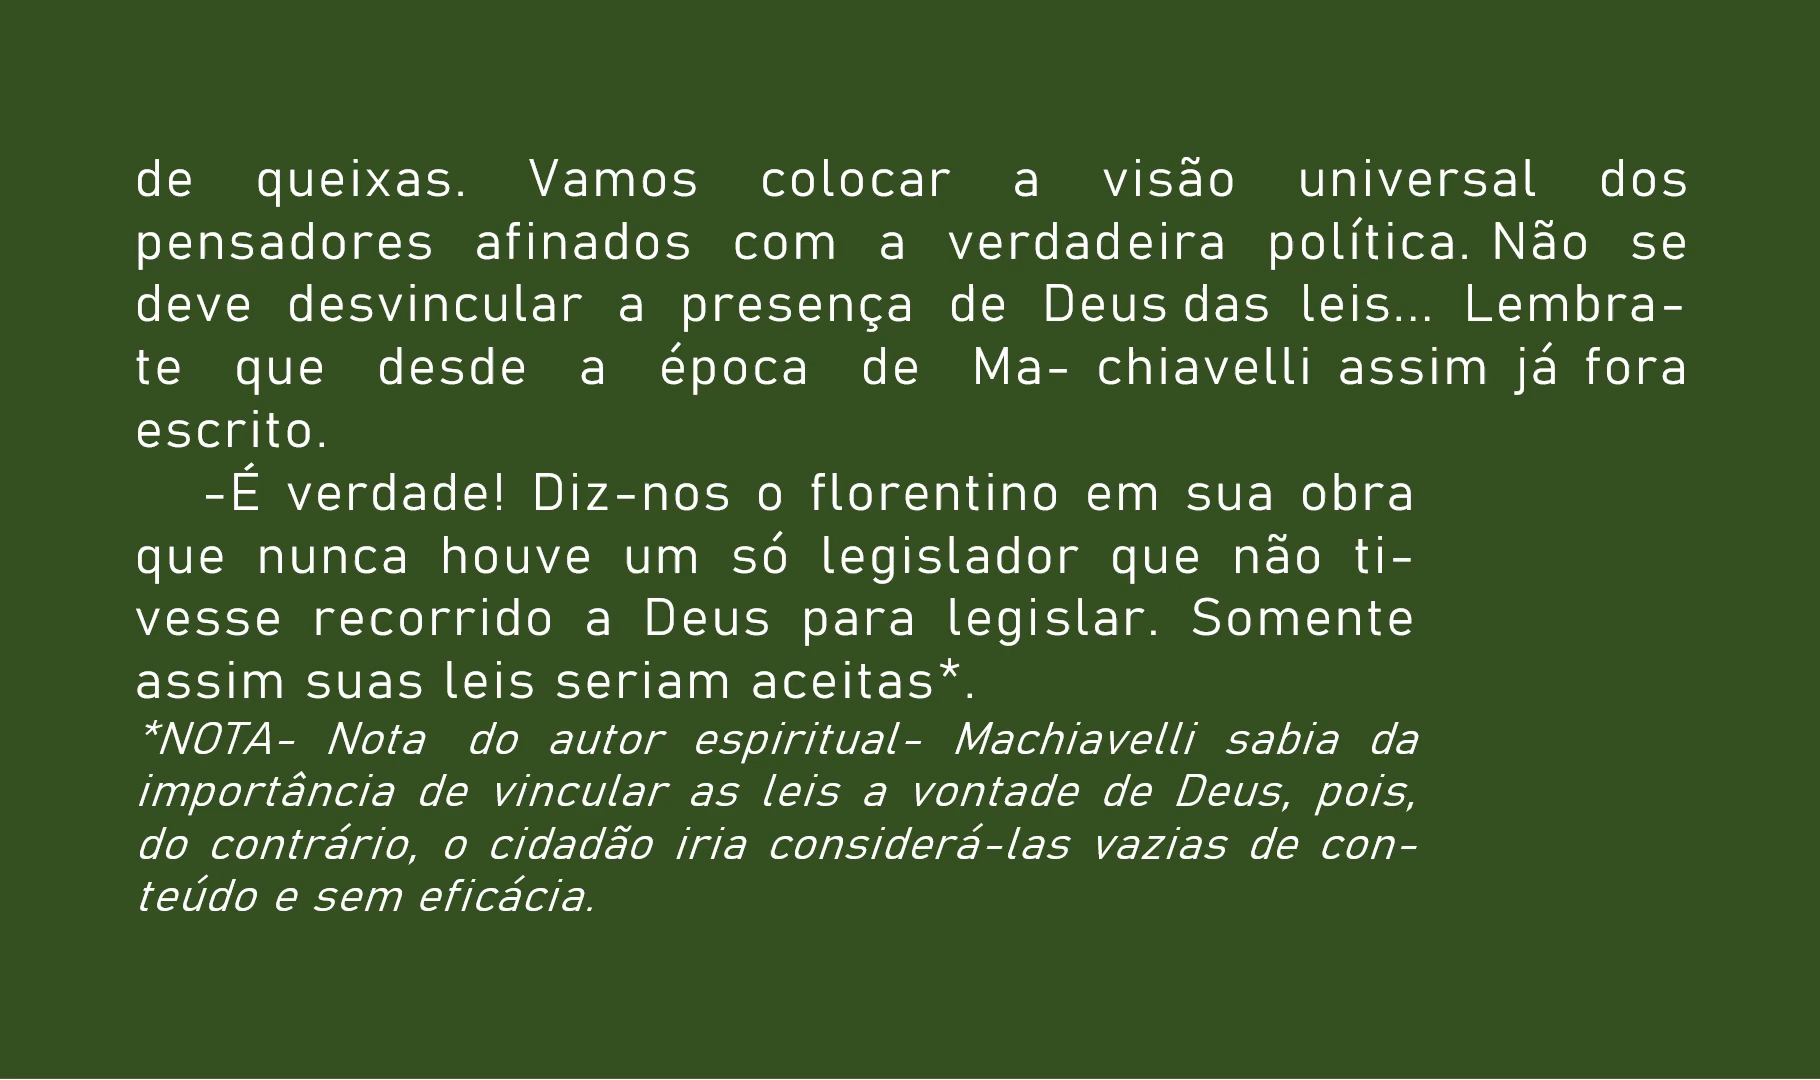 de queixas. Vamos colocar a visão universal dos
pensadores afinados com a verdadeira política. Não se
deve desvincular a presença de Deus das leis... Lembra-
te que desde a época de Ma- chiavelli assim já fora
escrito.
-É verdade! Diz-nos o florentino em sua obra
que nunca houve um só legislador que não ti-
vesse recorrido a Deus para legislar. Somente
assim suas leis seriam aceitas*.
*NOTA- Nota do autor espiritual- Machiavelli sabia da
importância de vincular as leis a vontade de Deus, pois,
do contrário, o cidadão iria considerá-las vazias de con-
teúdo e sem eficácia.